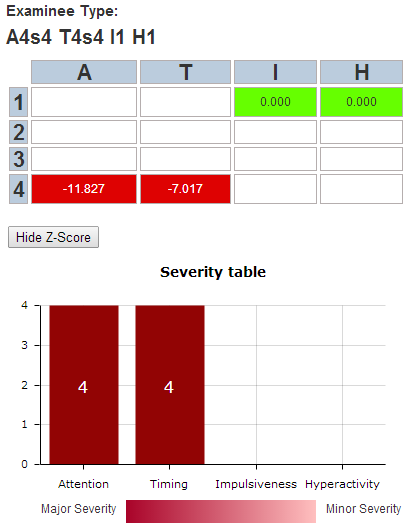 Examinee Type:
A4s4 T4s4 I1 H1
A T I H
1 0.000 0.000
2
3
4 -11.827 -7.017
Hide Z-Score
Severity table
4
3
2
1
0
4 4
Attention Timing Impulsiveness Hyperactivity
Major Severity Minor Severity